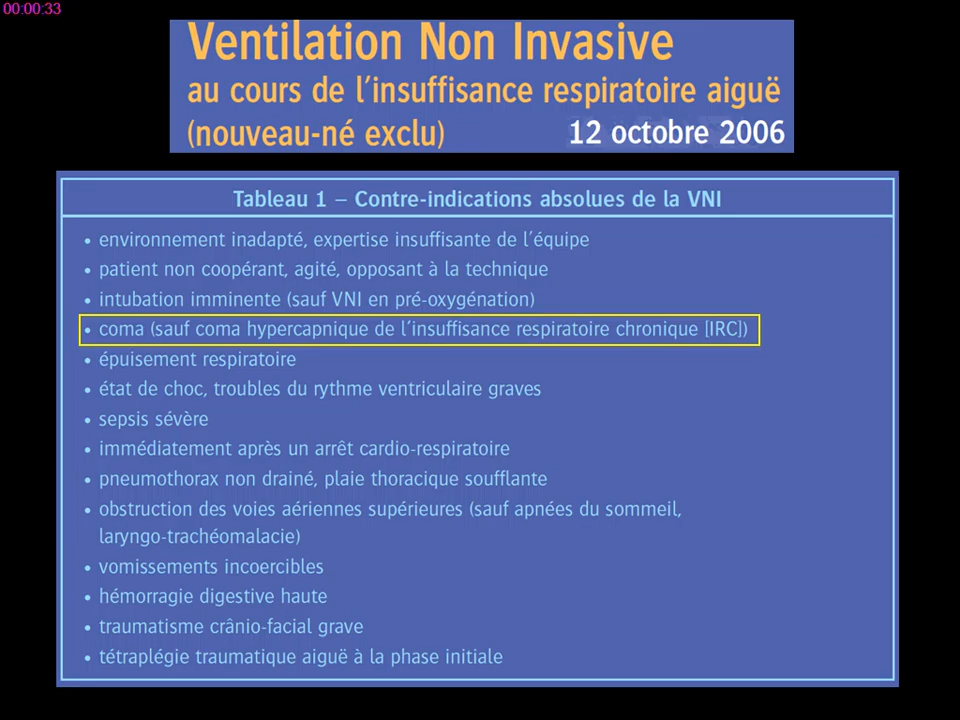 00:00:33
Ventilation Non Invasive
au cours de l'insuffisance respiratoire aiguë
(nouveau-né exclu) 12 octobre 2006
Tableau 1 – Contre-indications absolues de la VNI
• environnement inadapté, expertise insuffisante de l'équipe
• patient non coopérant, agité, opposant à la technique
• intubation imminente (sauf VNI en pré-oxygénation)
• coma (sauf coma hypercapnique de l'insuffisance respiratoire chronique [IRC])
• épuisement respiratoire
• état de choc, troubles du rythme ventriculaire graves
• sepsis sévère
• immédiatement après un arrêt cardio-respiratoire
• pneumothorax non drainé, plaie thoracique soufflante
• obstruction des voies aériennes supérieures (sauf apnées du sommeil,
laryngo-trachéomalacie)
• vomissements incoercibles
• hémorragie digestive haute
• traumatisme crânio-facial grave
• tétraplégie traumatique aiguë à la phase initiale